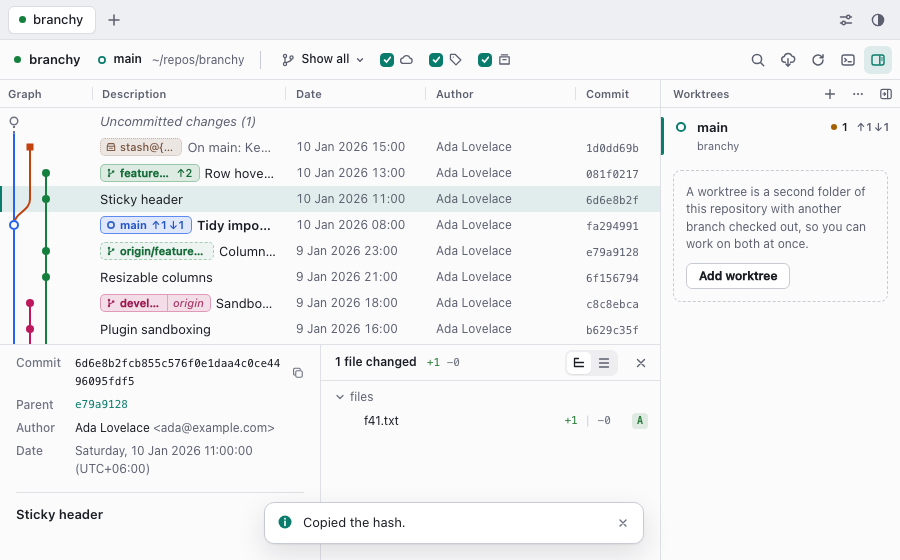 branchy
branchy main ~/repos/branchy Show all
Graph Description Date Author Commit
Uncommitted changes (1)
stash@{... On main: Ke... 10 Jan 2026 15:00 Ada Lovelace 1d0dd69b
feature... ↑2 Row hove... 10 Jan 2026 13:00 Ada Lovelace 081f0217
Sticky header 10 Jan 2026 11:00 Ada Lovelace 6d6e8b2f
main ↑1↓1 Tidy impo... 10 Jan 2026 08:00 Ada Lovelace fa294991
origin/feature... Column... 9 Jan 2026 23:00 Ada Lovelace e79a9128
Resizable columns 9 Jan 2026 21:00 Ada Lovelace 6f156794
devel... origin Sandbo... 9 Jan 2026 18:00 Ada Lovelace c8c8ebca
Plugin sandboxing 9 Jan 2026 16:00 Ada Lovelace b629c35f
Commit 6d6e8b2fcb855c576f0e1daa4c0ce44
96095fdf5
Parent e79a9128
Author Ada Lovelace <ada@example.com>
Date Saturday, 10 Jan 2026 11:00:00
(UTC+06:00)
Sticky header
1 file changed +1 −0
files
f41.txt +1 | −0 A
Copied the hash.
Worktrees
main 1 ↑1↓1
branchy
A worktree is a second folder of
this repository with another
branch checked out, so you can
work on both at once.
Add worktree